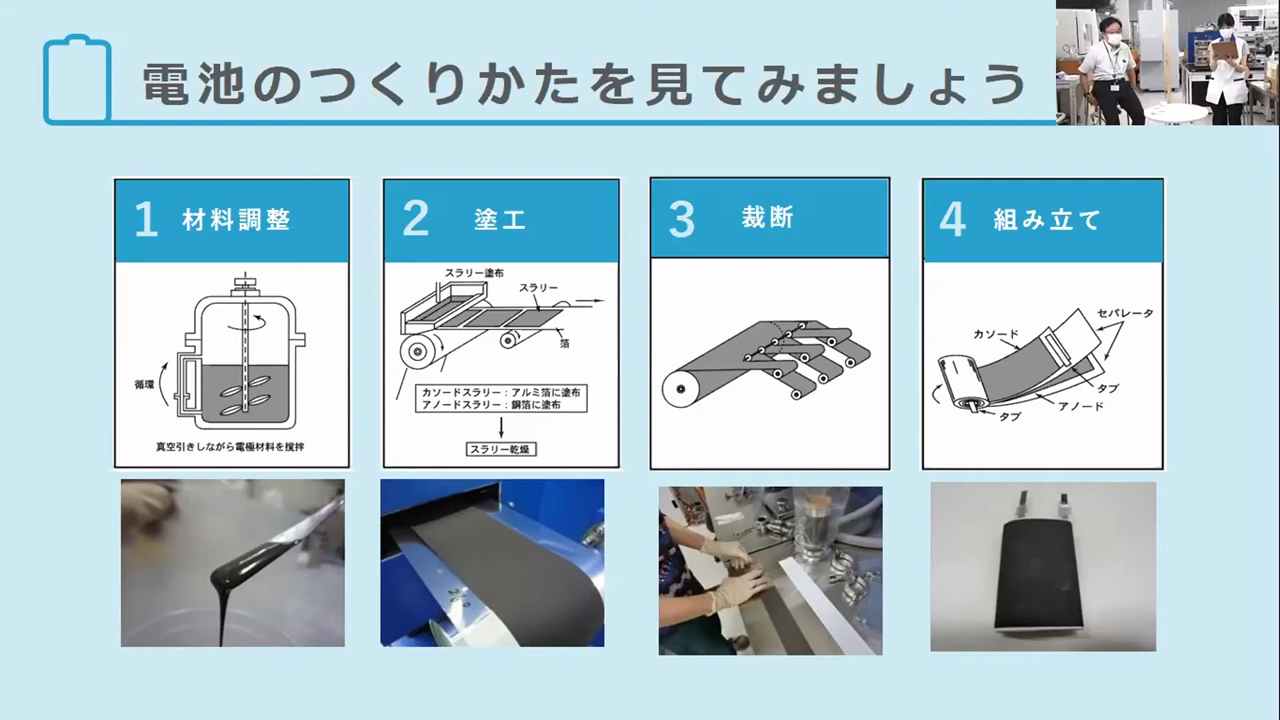 電池のつくりかたを見てみましょう
1 材料調整
循環
真空引きしながら電極材料を撹拌
2 塗工
スラリー塗布
スラリー
箔
カソードスラリー：アルミ箔に塗布
アノードスラリー：銅箔に塗布
スラリー乾燥
3 裁断
4 組み立て
セパレータ
カソード
タブ
アノード
タブ